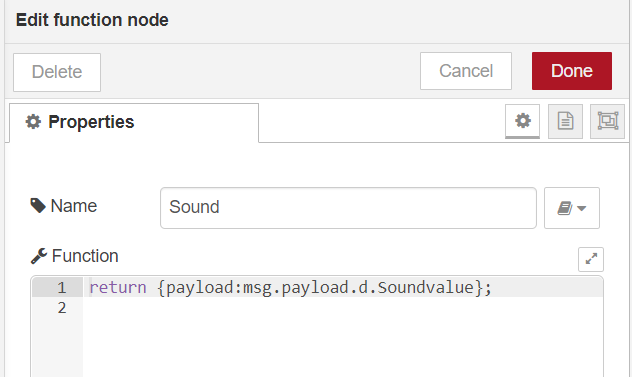 Edit function node
Delete
Cancel
Done
Properties
Name
Sound
Function
1 return {payload:msg.payload.d.Soundvalue};
2